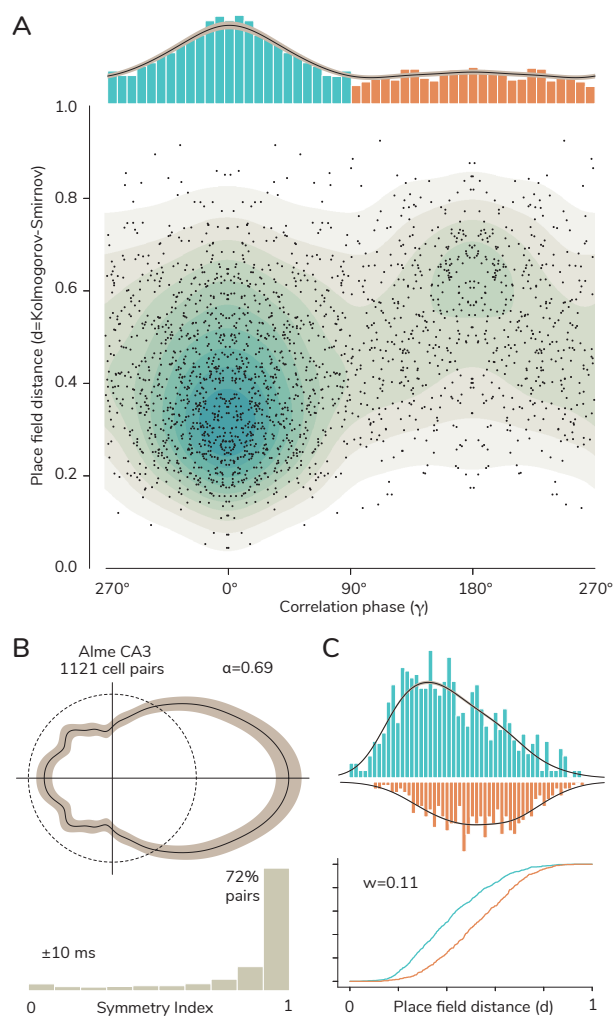 A
1.0
0.8
0.6
0.4
0.2
0.0
Place field distance (d=Kolmogorov-Smirnov)
270°
0°
90°
180°
270°
Correlation phase (γ)
B
Alme CA3
1121 cell pairs
α=0.69
72%
pairs
±10 ms
0
Symmetry Index
1
C
w=0.11
0
Place field distance (d)
1